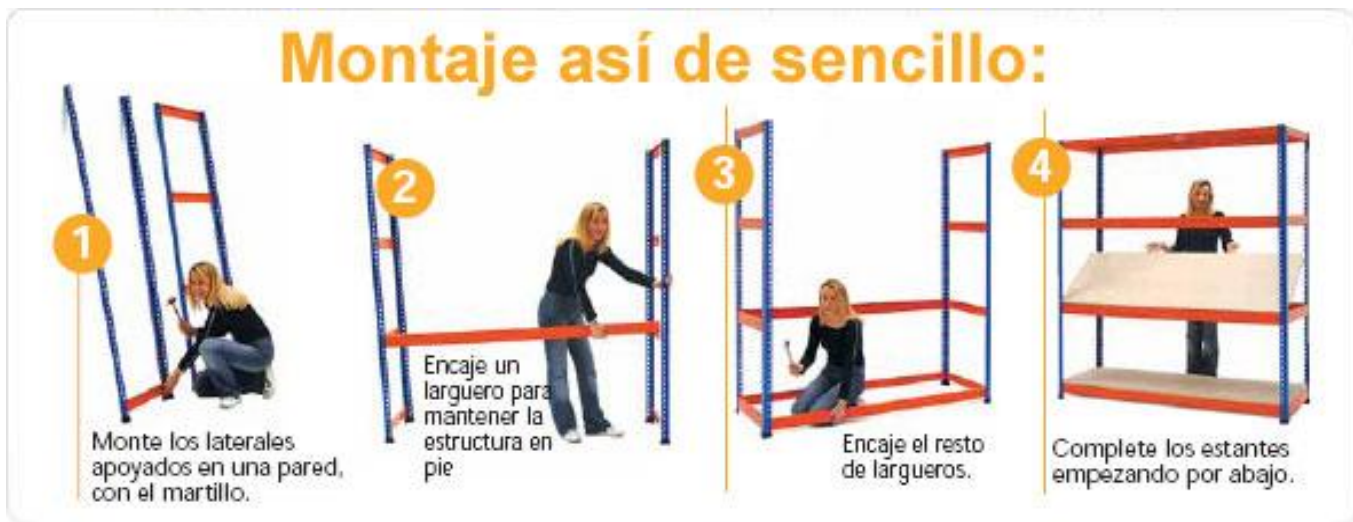 Montaje así de sencillo:
1
Monte los laterales
apoyados en una pared,
con el martillo.
2
Encaje un
larguero para
mantener la
estructura en
pie
3
Encaje el resto
de largueros.
4
Complete los estantes
empezando por abajo.